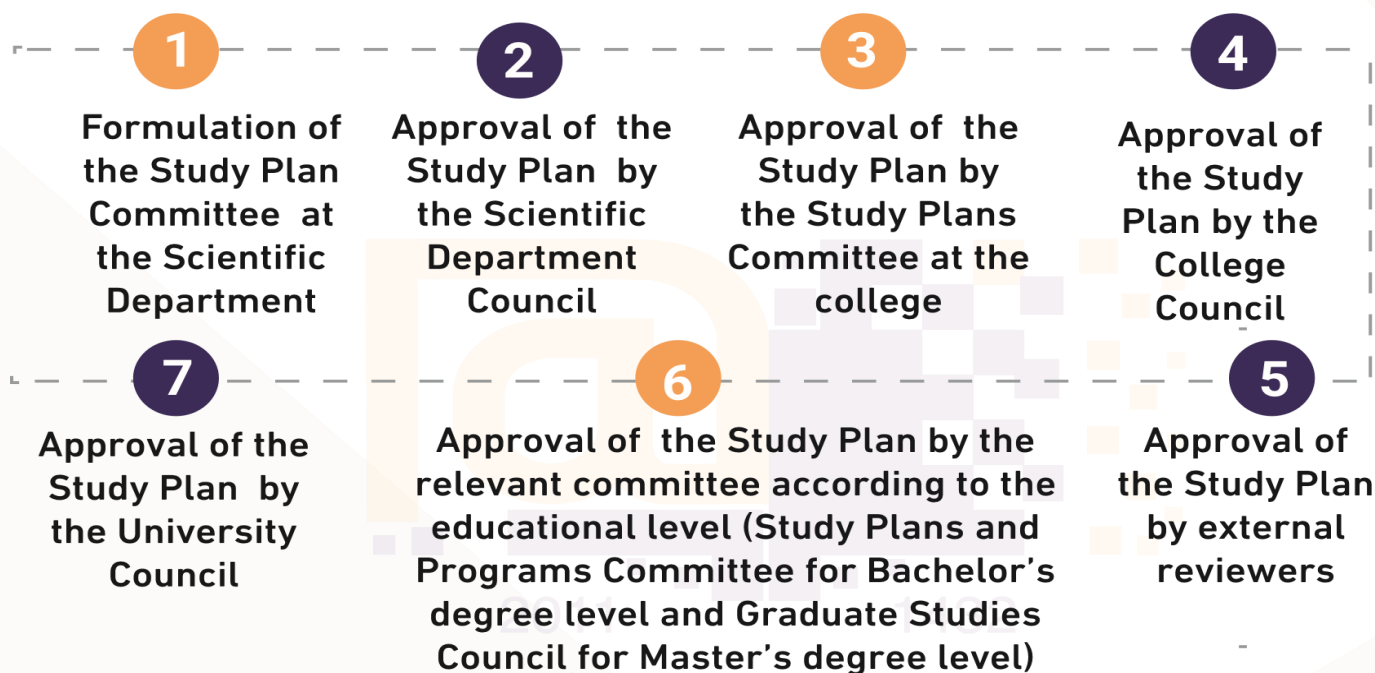 1
Formulation of
the Study Plan
Committee at
the Scientific
Department
2
Approval of the
Study Plan by
the Scientific
Department
Council
3
Approval of the
Study Plan by
the Study Plans
Committee at the
college
4
Approval of
the Study
Plan by the
College
Council
5
Approval of
the Study Plan
by external
reviewers
6
Approval of the Study Plan by the
relevant committee according to the
educational level (Study Plans and
Programs Committee for Bachelor's
degree level and Graduate Studies
Council for Master's degree level)
7
Approval of the
Study Plan by
the University
Council
2011
1432